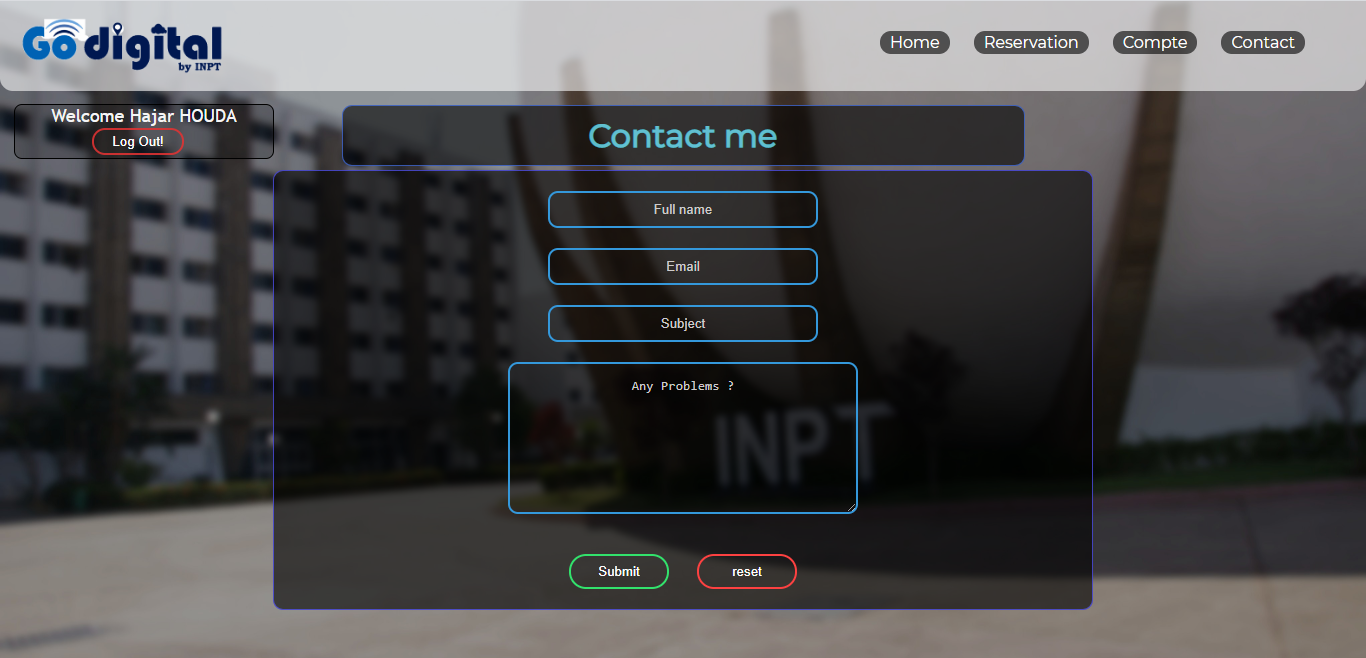 Go digital
by INPT
Home
Reservation
Compte
Contact
Welcome Hajar HOUDA
Log Out!
Contact me
Full name
Email
Subject
Any Problems ?
INPT
Submit
reset